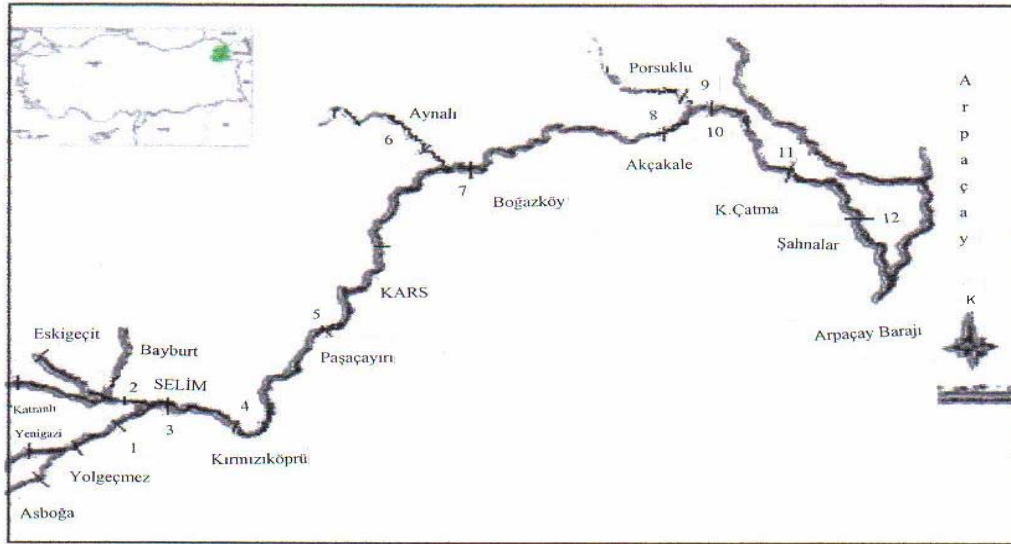 Porsuklu
9
Aynalı
8
6
10
Akçakale
11
7
Boğazköy
K.Çatma
12
Şahnalar
Arpaçay
K
KARS
5
Arpaçay Barajı
Eskigeçit
Bayburt
Paşaçayırı
2
SELİM
4
Katranlı
3
Yenigazi
1
Kırmızıköprü
Yolgeçmez
Asboğa